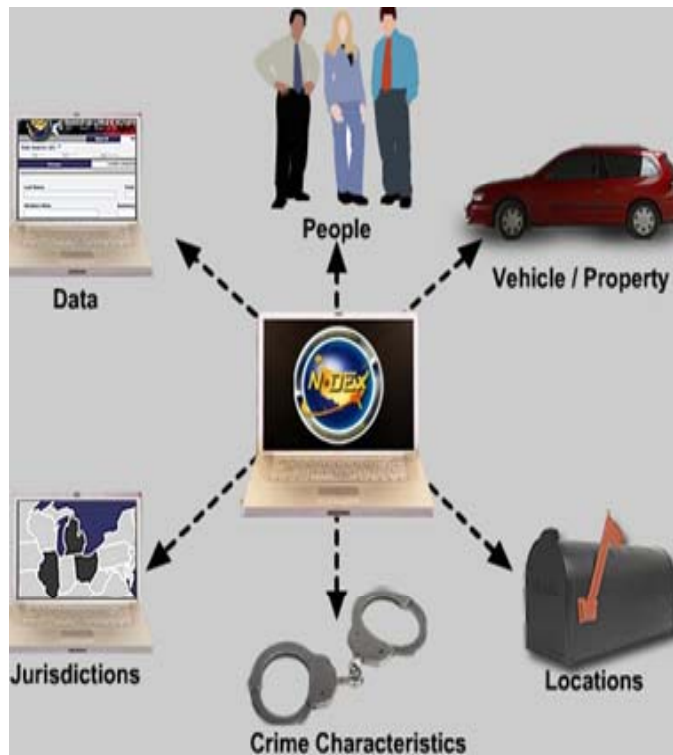 People
Data
Vehicle / Property
N-DEx
Jurisdictions
Locations
Crime Characteristics